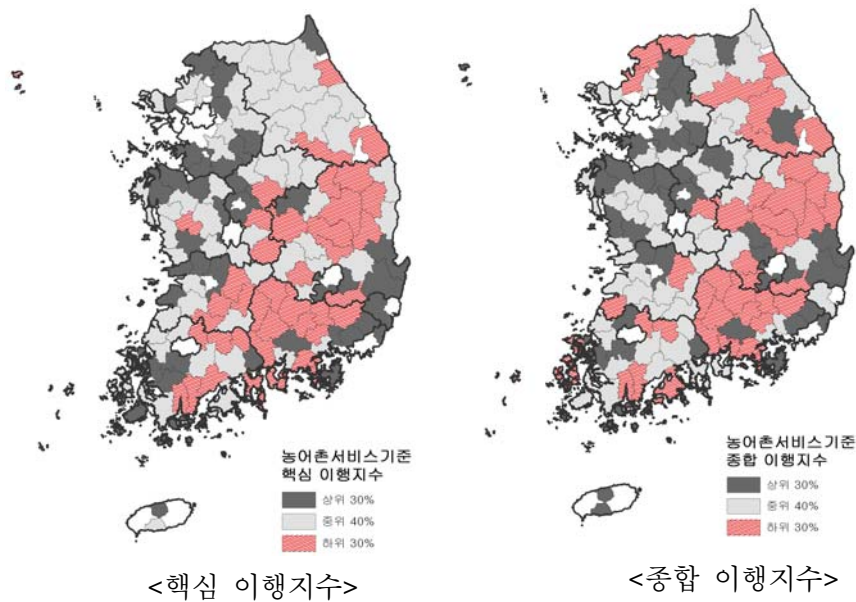 농어촌서비스기준
핵심 이행지수
상위 30%
중위 40%
하위 30%
<핵심 이행지수>
농어촌서비스기준
종합 이행지수
상위 30%
중위 40%
하위 30%
<종합 이행지수>